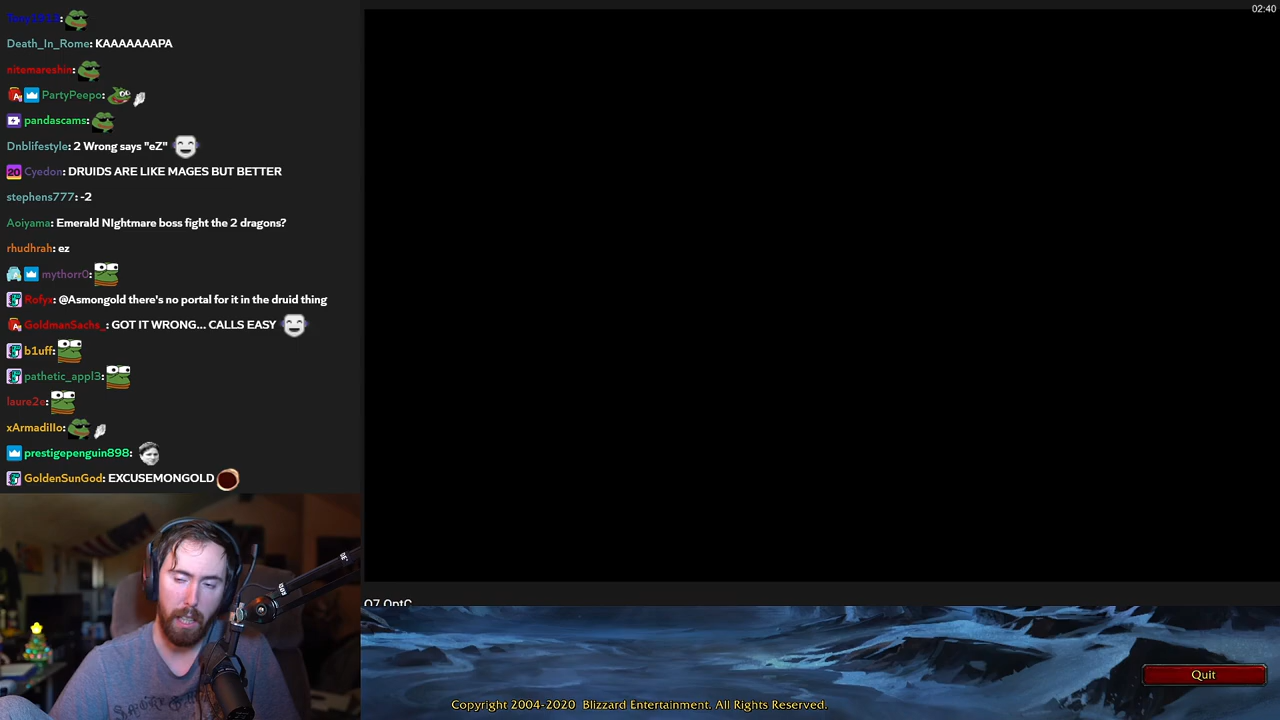 Death_In_Rome: KAAAAAAAPA
nitemareshin:
PartyPeepo:
pandascams:
Dnblifestyle: 2 Wrong says "eZ"
20 Cyedon: DRUIDS ARE LIKE MAGES BUT BETTER
stephens777: -2
Aoiyama: Emerald NIghtmare boss fight the 2 dragons?
rhudhrah: ez
mythorr0:
Rofyx: @Asmongold there's no portal for it in the druid thing
GoldmanSachs_: GOT IT WRONG... CALLS EASY
b1uff:
pathetic_appl3:
laure2e:
xArmadillo:
prestigepenguin898:
GoldenSunGod: EXCUSEMONGOLD
02:40
Quit
Copyright 2004-2020 Blizzard Entertainment. All Rights Reserved.